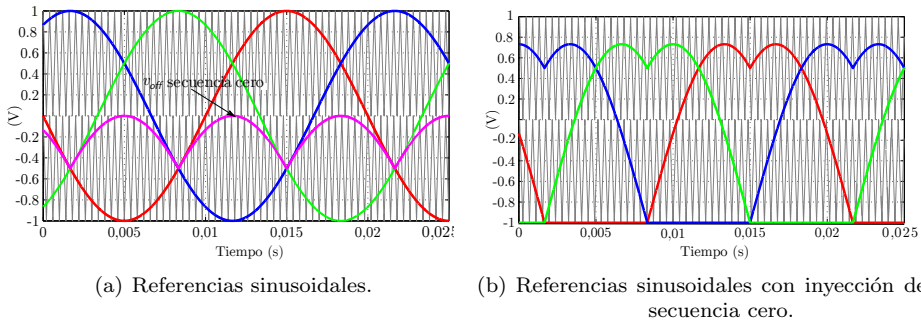 1
0.8
0.6
0.4
0.2
-0.2
-0.4
-0.6
-0.8
-1
(V)
v_off secuencia cero
0 0,005 0,01 0,015 0,02 0,025
Tiempo (s)
(a) Referencias sinusoidales.
1
0.8
0.6
0.4
0.2
-0.2
-0.4
-0.6
-0.8
-1
(V)
0 0,005 0,01 0,015 0,02 0,025
Tiempo (s)
(b) Referencias sinusoidales con inyección de
secuencia cero.